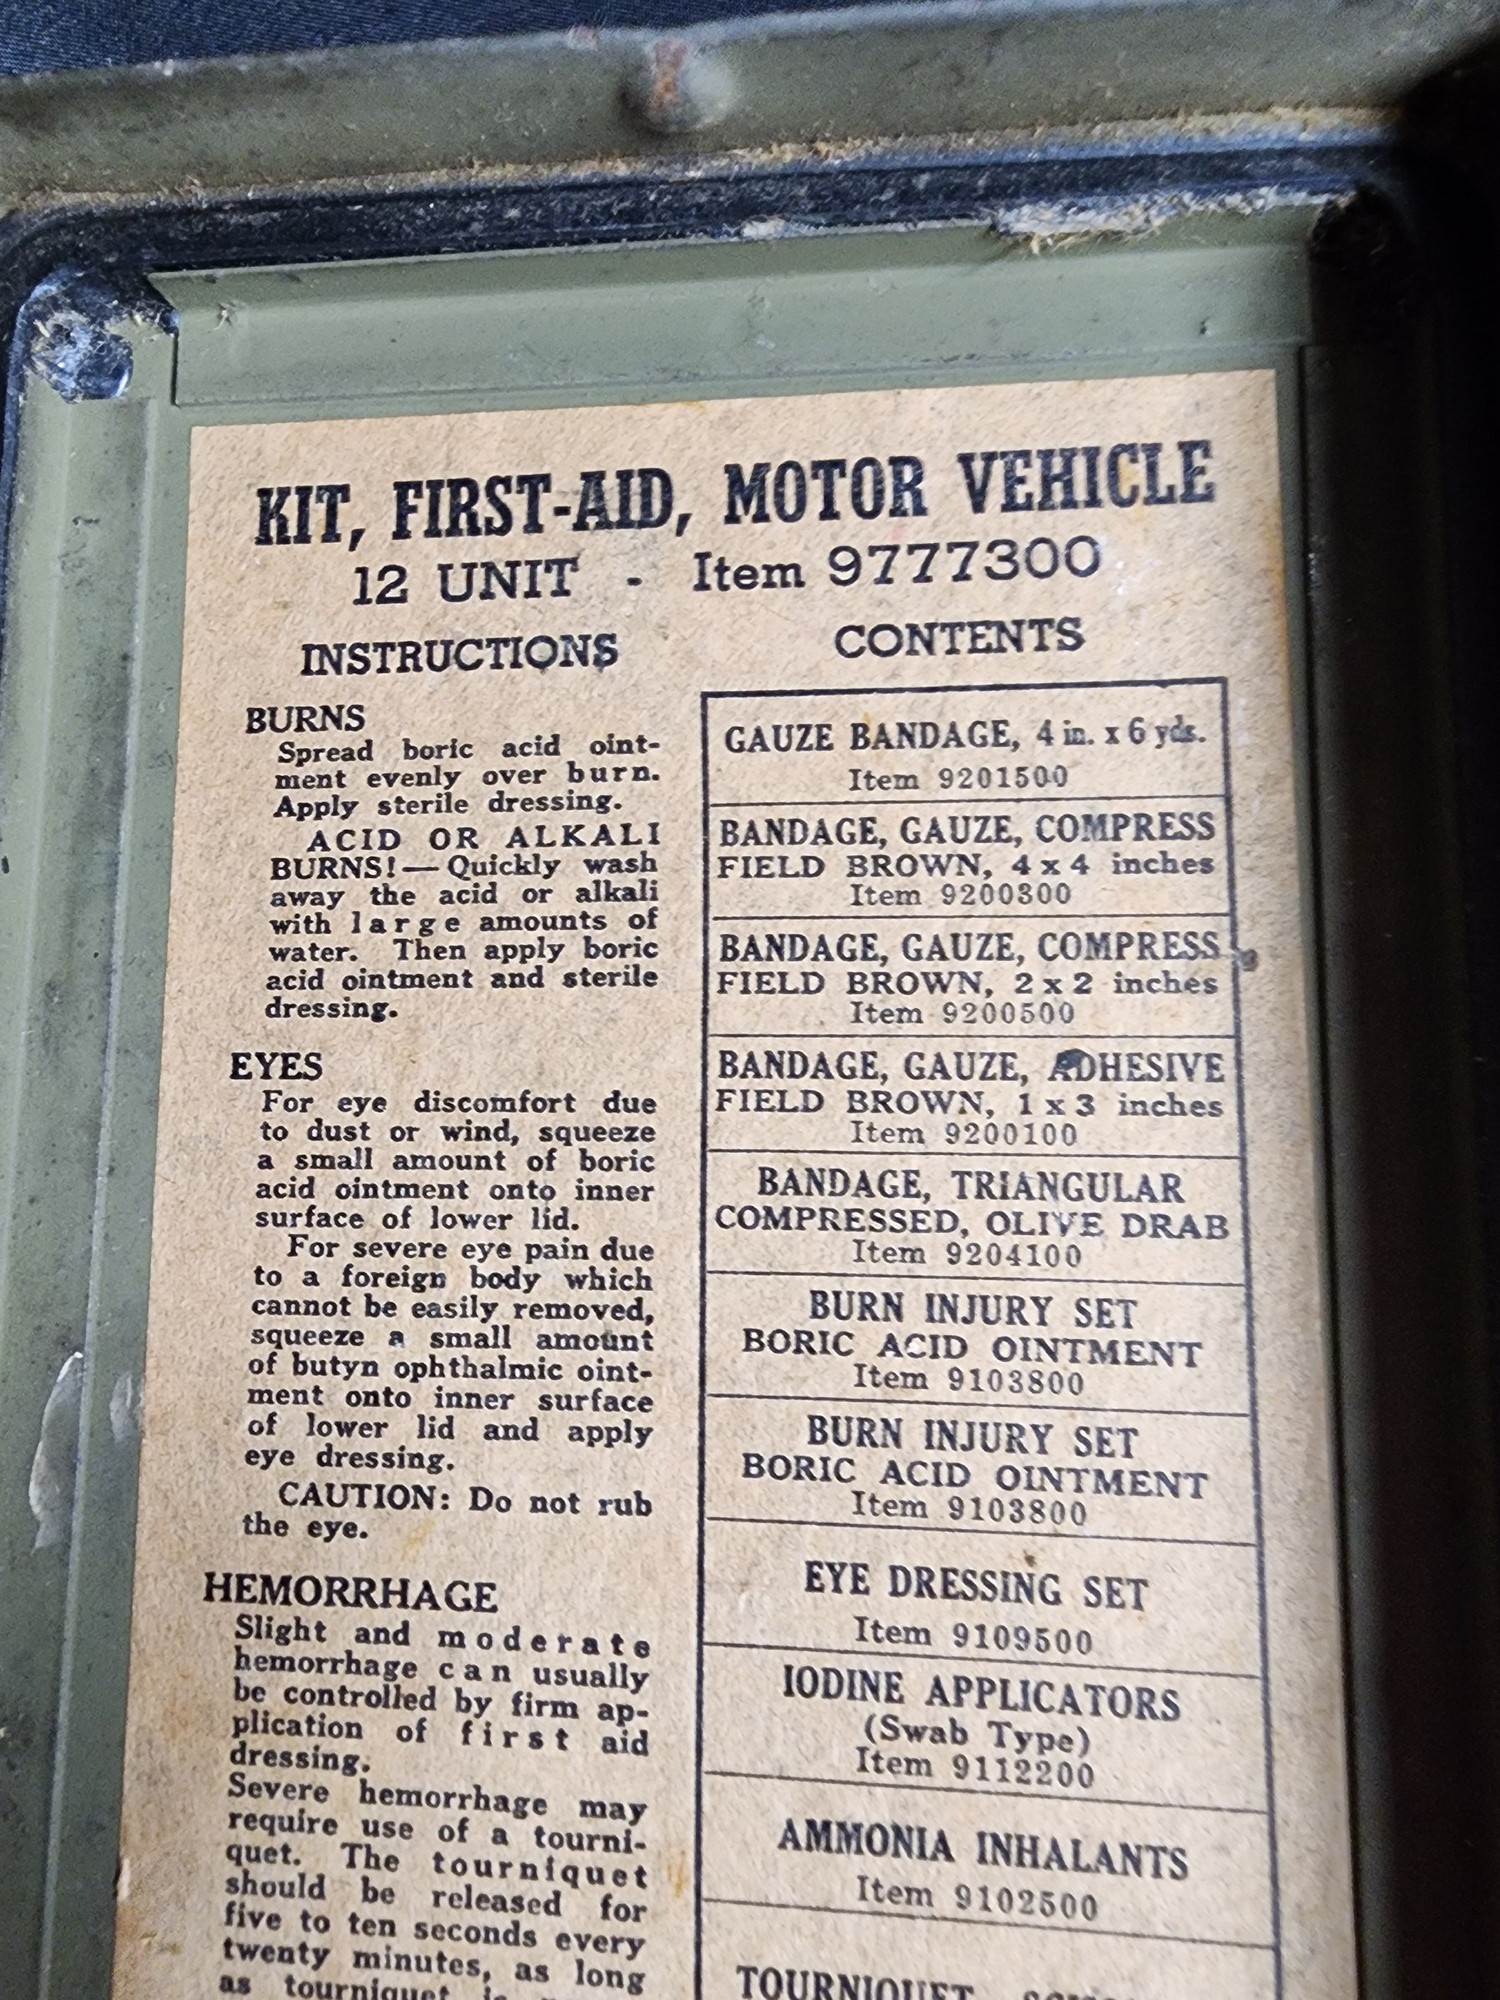 KIT, FIRST-AID, MOTOR VEHICLE
12 UNIT - Item 9777300
INSTRUCTIONS
BURNS
Spread boric acid oint-
ment evenly over burn.
Apply sterile dressing.
ACID OR ALKALI
BURNS!—Quickly wash
away the acid or alkali
with large amounts of
water. Then apply boric
acid ointment and sterile
dressing.
EYES
For eye discomfort due
to dust or wind, squeeze
a small amount of boric
acid ointment onto inner
surface of lower lid.
For severe eye pain due
to a foreign body which
cannot be easily removed,
squeeze a small amount
of butyn ophthalmic oint-
ment onto inner surface
of lower lid and apply
eye dressing.
CAUTION: Do not rub
the eye.
HEMORRHAGE
Slight and moderate
hemorrhage can usually
be controlled by firm ap-
plication of first aid
dressing.
Severe hemorrhage may
require use of a tourni-
quet. The tourniquet
should be released for
five to ten seconds every
twenty minutes, as long
as tourniquet is
CONTENTS
GAUZE BANDAGE, 4 in. x 6 yds.
Item 9201500
BANDAGE, GAUZE, COMPRESS
FIELD BROWN, 4 x 4 inches
Item 9200300
BANDAGE, GAUZE, COMPRESS
FIELD BROWN, 2 x 2 inches
Item 9200500
BANDAGE, GAUZE, ADHESIVE
FIELD BROWN, 1 x 3 inches
Item 9200100
BANDAGE, TRIANGULAR
COMPRESSED, OLIVE DRAB
Item 9204100
BURN INJURY SET
BORIC ACID OINTMENT
Item 9103800
BURN INJURY SET
BORIC ACID OINTMENT
Item 9103800
EYE DRESSING SET
Item 9109500
IODINE APPLICATORS
(Swab Type)
Item 9112200
AMMONIA INHALANTS
Item 9102500
TOURNIQUET